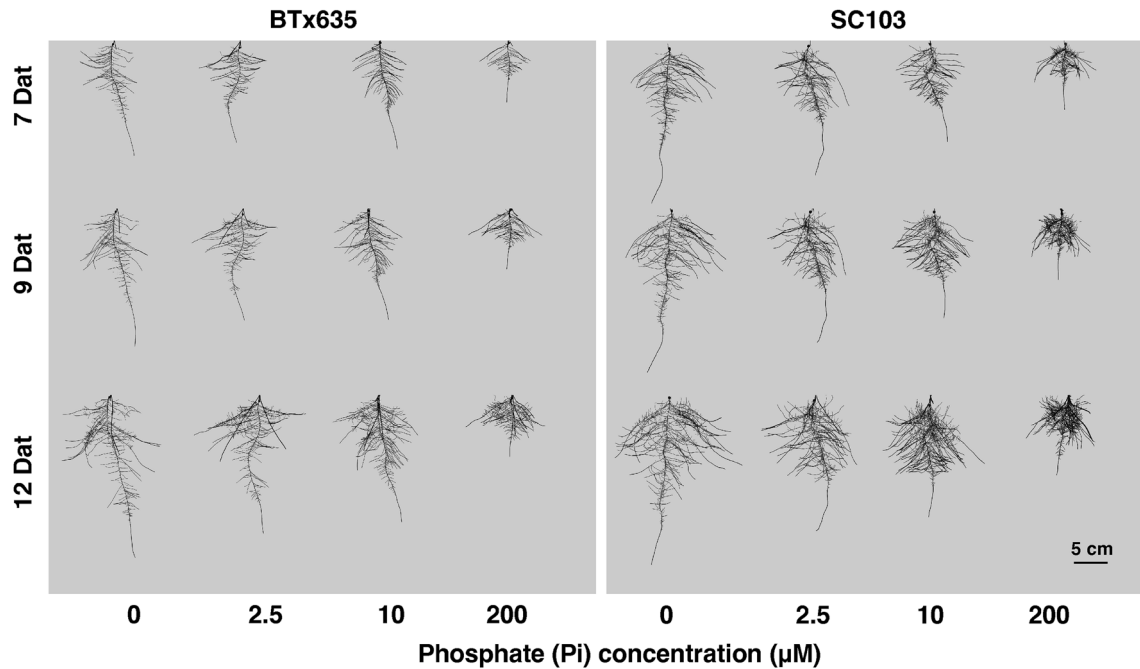 BTx635
SC103
7 Dat
9 Dat
12 Dat
5 cm
0 2.5 10 200
0 2.5 10 200
Phosphate (Pi) concentration (µM)